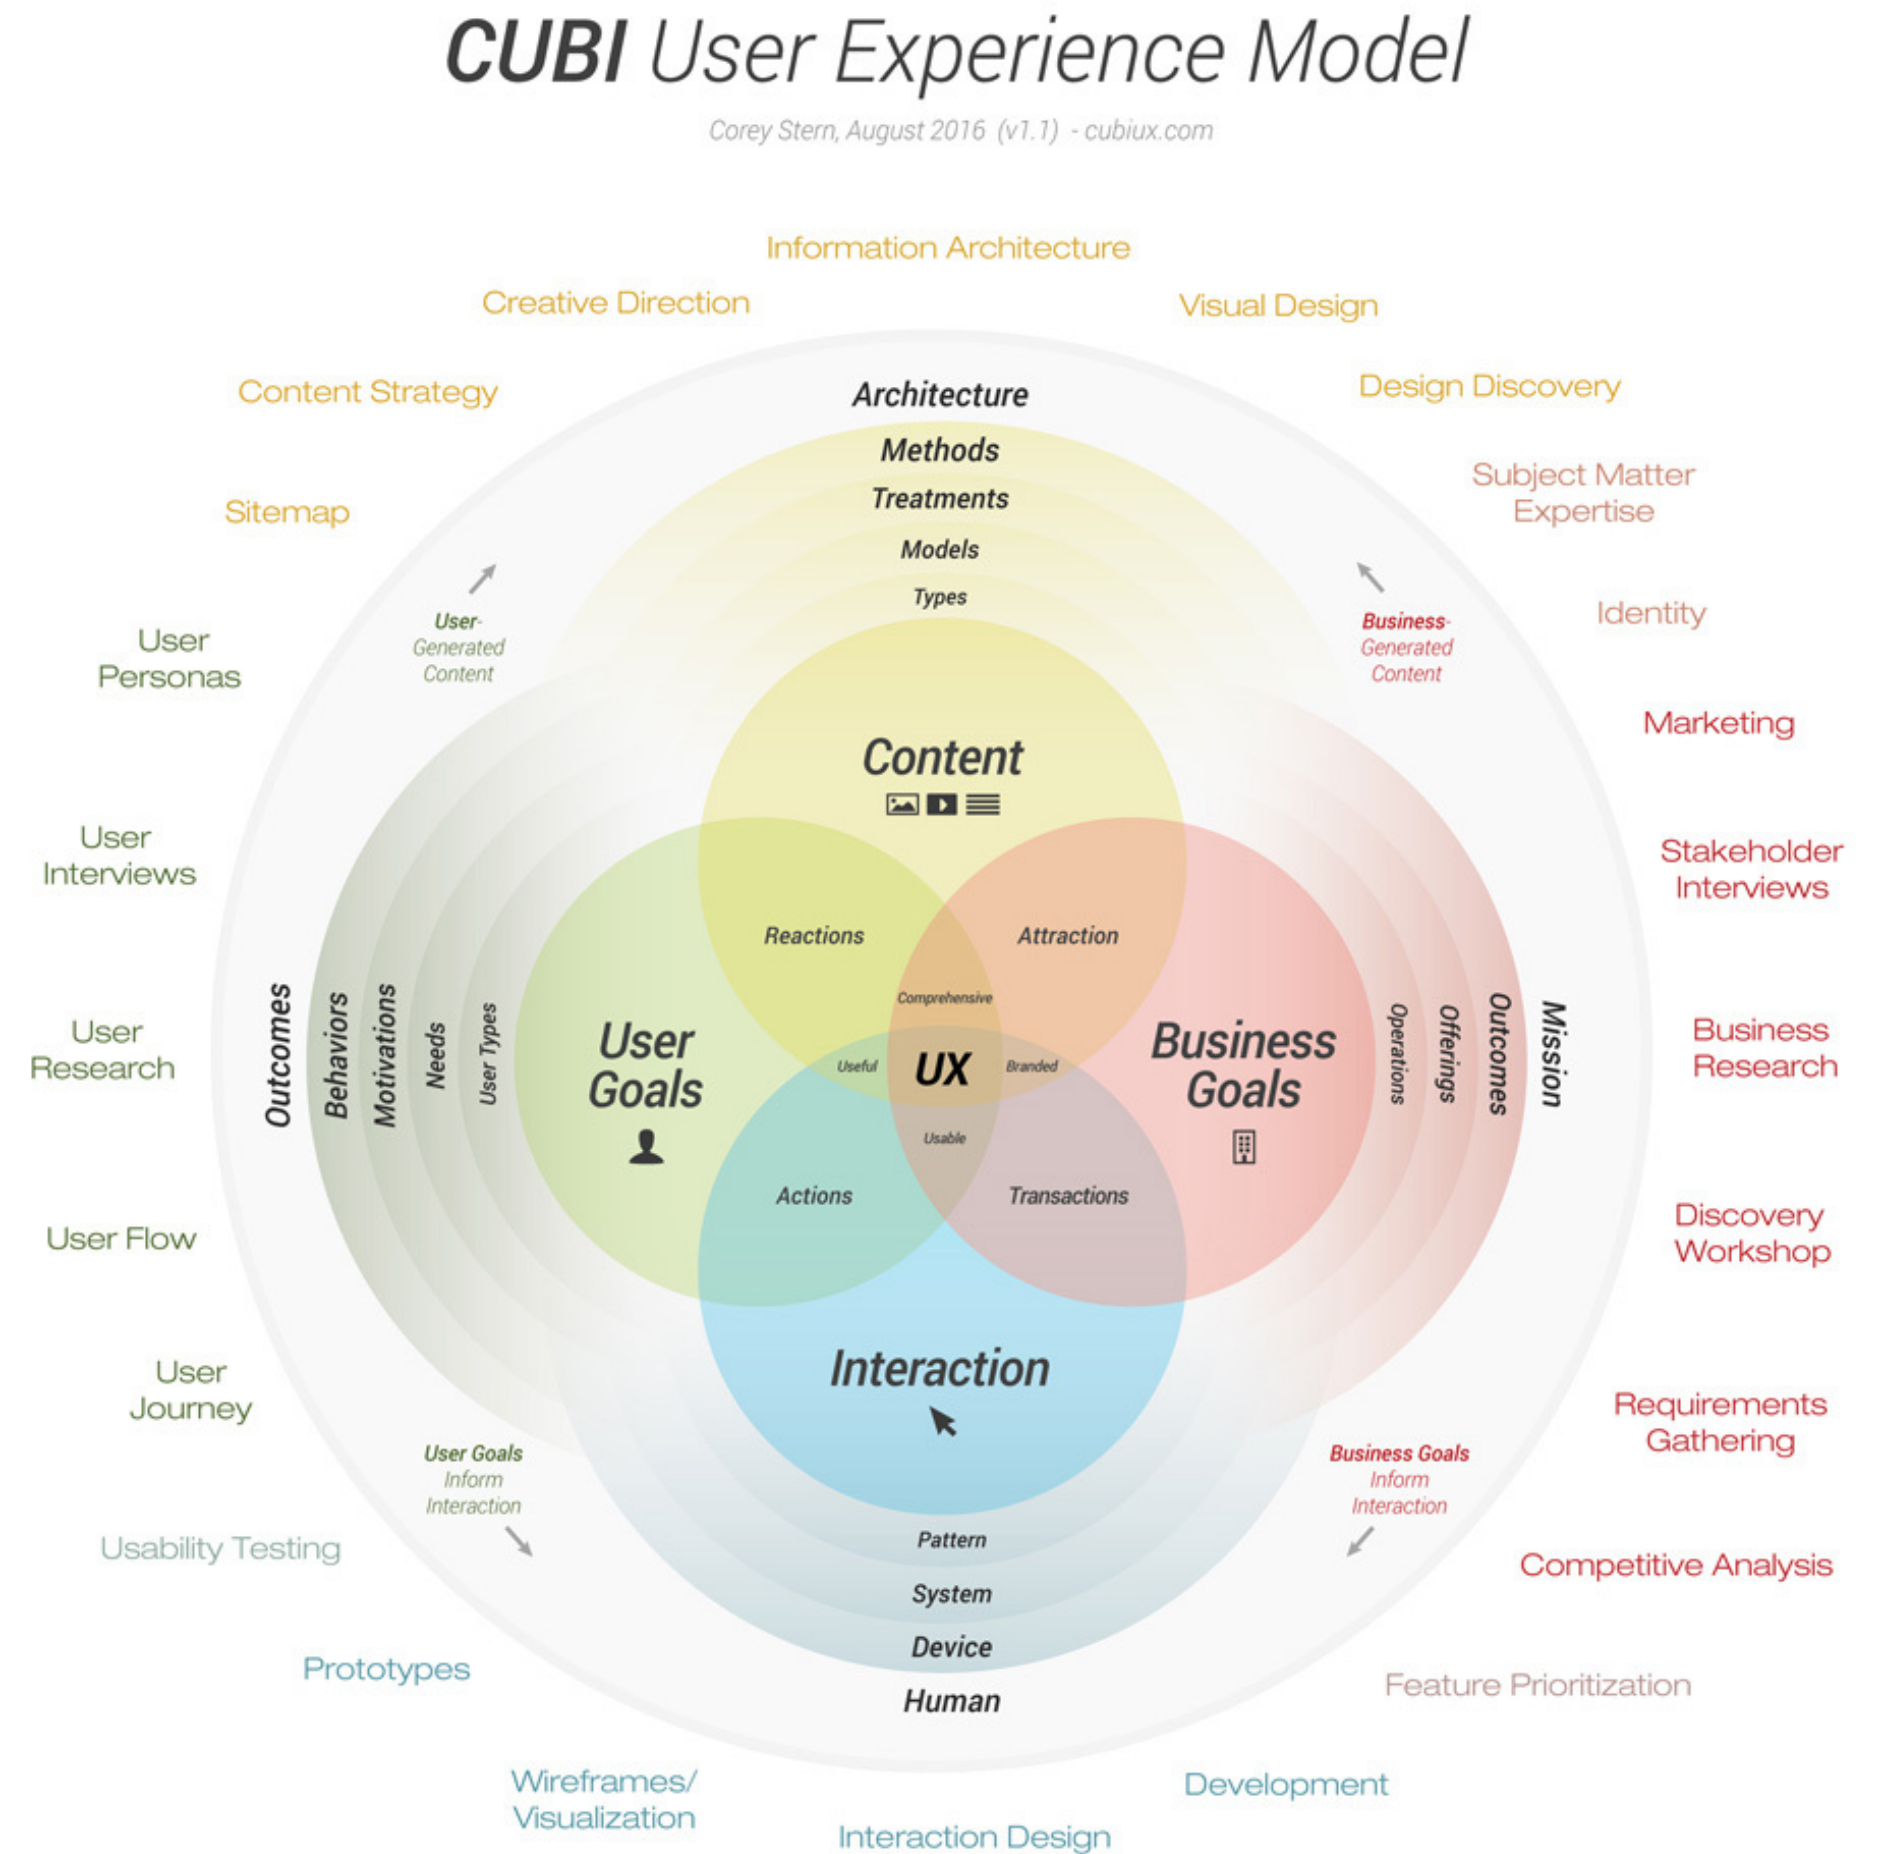 CUBI User Experience Model
Corey Stern, August 2016 (v1.1) - cubiux.com
Information Architecture
Creative Direction
Visual Design
Content Strategy
Design Discovery
Sitemap
Subject Matter
Expertise
Identity
User
Personas
Marketing
User
Interviews
Stakeholder
Interviews
User
Research
Business
Research
User Flow
Discovery
Workshop
User
Journey
Requirements
Gathering
Usability Testing
Competitive Analysis
Prototypes
Feature Prioritization
Wireframes/
Visualization
Development
Interaction Design
Architecture
Methods
Treatments
Models
Types
User-
Generated
Content
Business-
Generated
Content
Content
Reactions
Attraction
Comprehensive
Outcomes
Behaviors
Motivations
Needs
User Types
User
Goals
Useful
UX
Branded
Business
Goals
Operations
Offerings
Outcomes
Mission
Usable
Actions
Transactions
Interaction
User Goals
Inform
Interaction
Business Goals
Inform
Interaction
Pattern
System
Device
Human